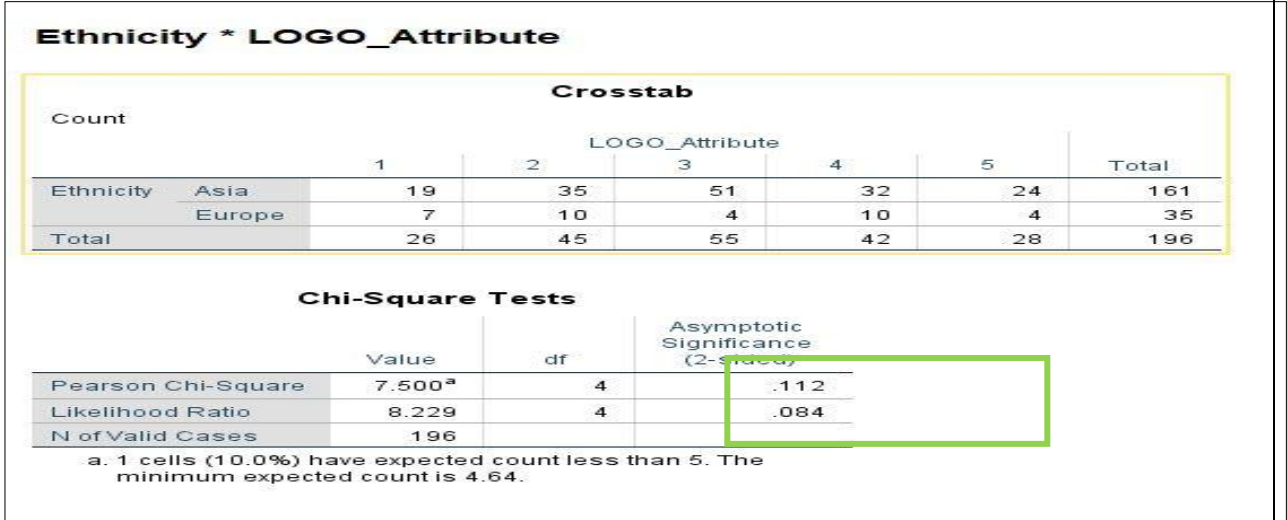 Ethnicity * LOGO_Attribute
Crosstab
Count
LOGO_Attribute
1 2 3 4 5 Total
Ethnicity Asia 19 35 51 32 24 161
Europe 7 10 4 10 4 35
Total 26 45 55 42 28 196
Chi-Square Tests
Value df Asymptotic Significance (2-sided)
Pearson Chi-Square 7.500a 4 .112
Likelihood Ratio 8.229 4 .084
N of Valid Cases 196
a. 1 cells (10.0%) have expected count less than 5. The
minimum expected count is 4.64.